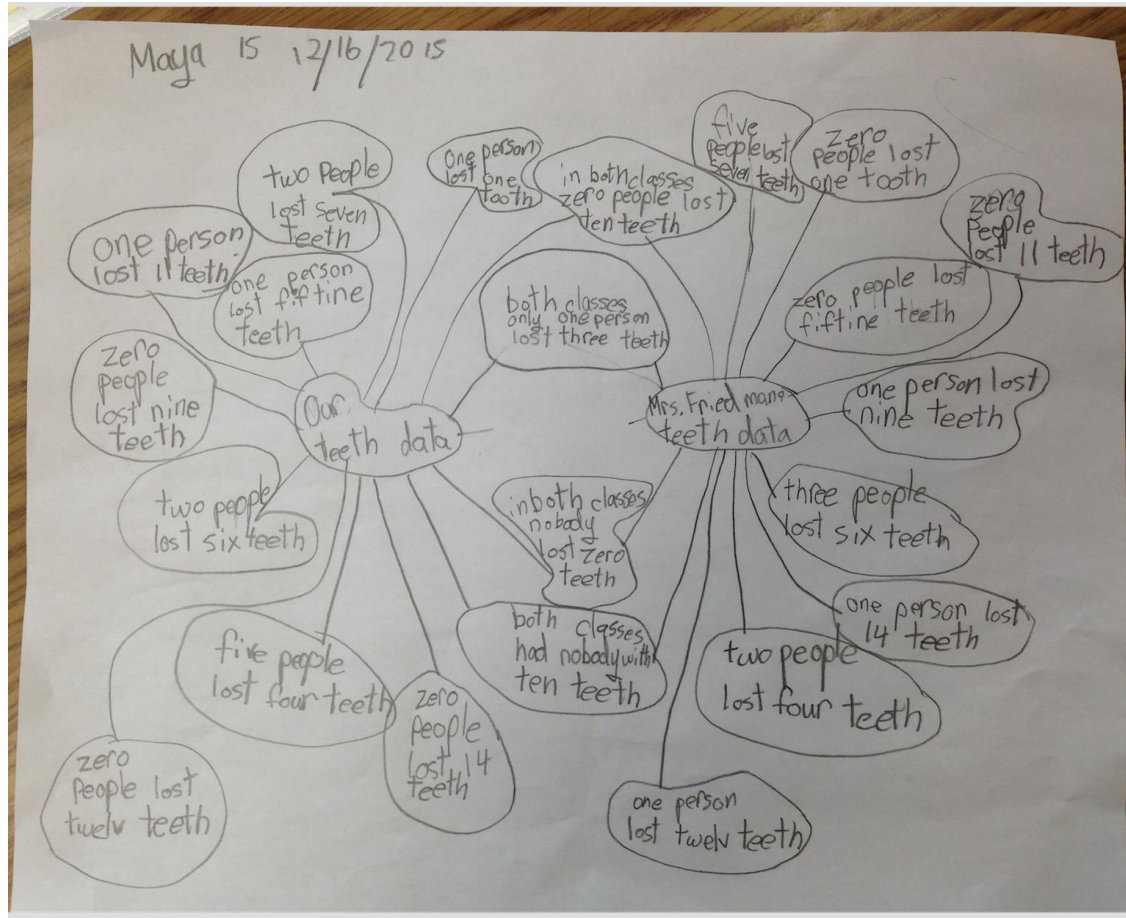 Maya 15 12/16/2015
two people
lost seven
teeth
one person
lost one
tooth
in both classes
zero people lost
ten teeth
five
people lost
seven teeth
zero
people lost
one tooth
zero
people
lost 11 teeth
one person
lost 11 teeth
one person
lost fiftine
teeth
both classes
only one person
lost three teeth
zero people lost
fiftine teeth
zero
people
lost nine
teeth
Our
teeth data
Mrs. Friedmans
teeth data
one person lost
nine teeth
two people
lost six teeth
in both classes
nobody
lost zero
teeth
three people
lost six teeth
five people
lost four teeth
both classes
had nobody with
ten teeth
two people
lost four teeth
one person lost
14 teeth
zero
people lost
twelv teeth
zero
people
lost 14
teeth
one person
lost twelv teeth